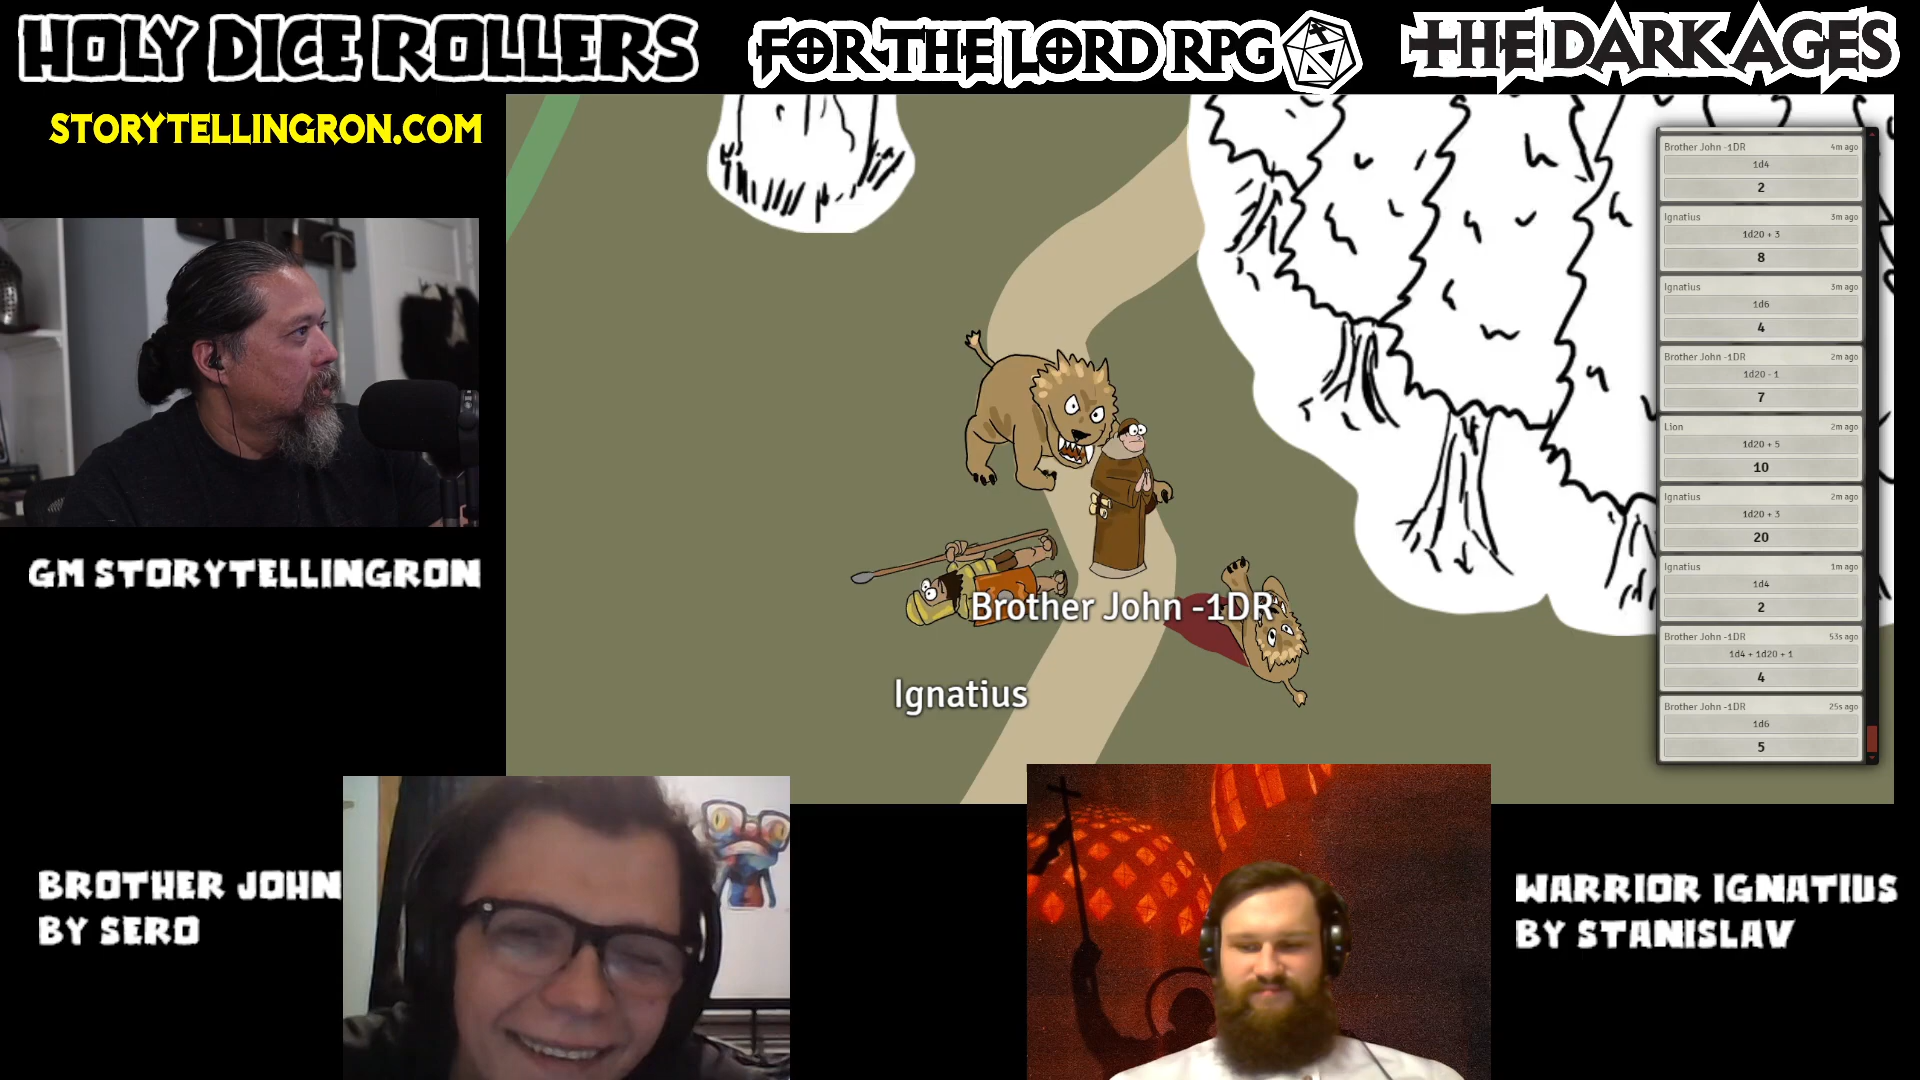 HOLY DICE ROLLERS
FOR THE LORD RPG
THE DARK AGES
STORYTELLINGRON.COM
GM STORYTELLINGRON
Brother John -1DR
Ignatius
Brother John -1DR 4m ago
1d4
2
Ignatius 3m ago
1d20 + 3
8
Ignatius 3m ago
1d6
4
Brother John -1DR 2m ago
1d20 - 1
7
Lion 2m ago
1d20 + 5
10
Ignatius 2m ago
1d20 + 3
20
Ignatius 1m ago
1d4
2
Brother John -1DR 53s ago
1d4 + 1d20 + 1
4
Brother John -1DR 25s ago
1d6
5
BROTHER JOHN
BY SERO
WARRIOR IGNATIUS
BY STANISLAV